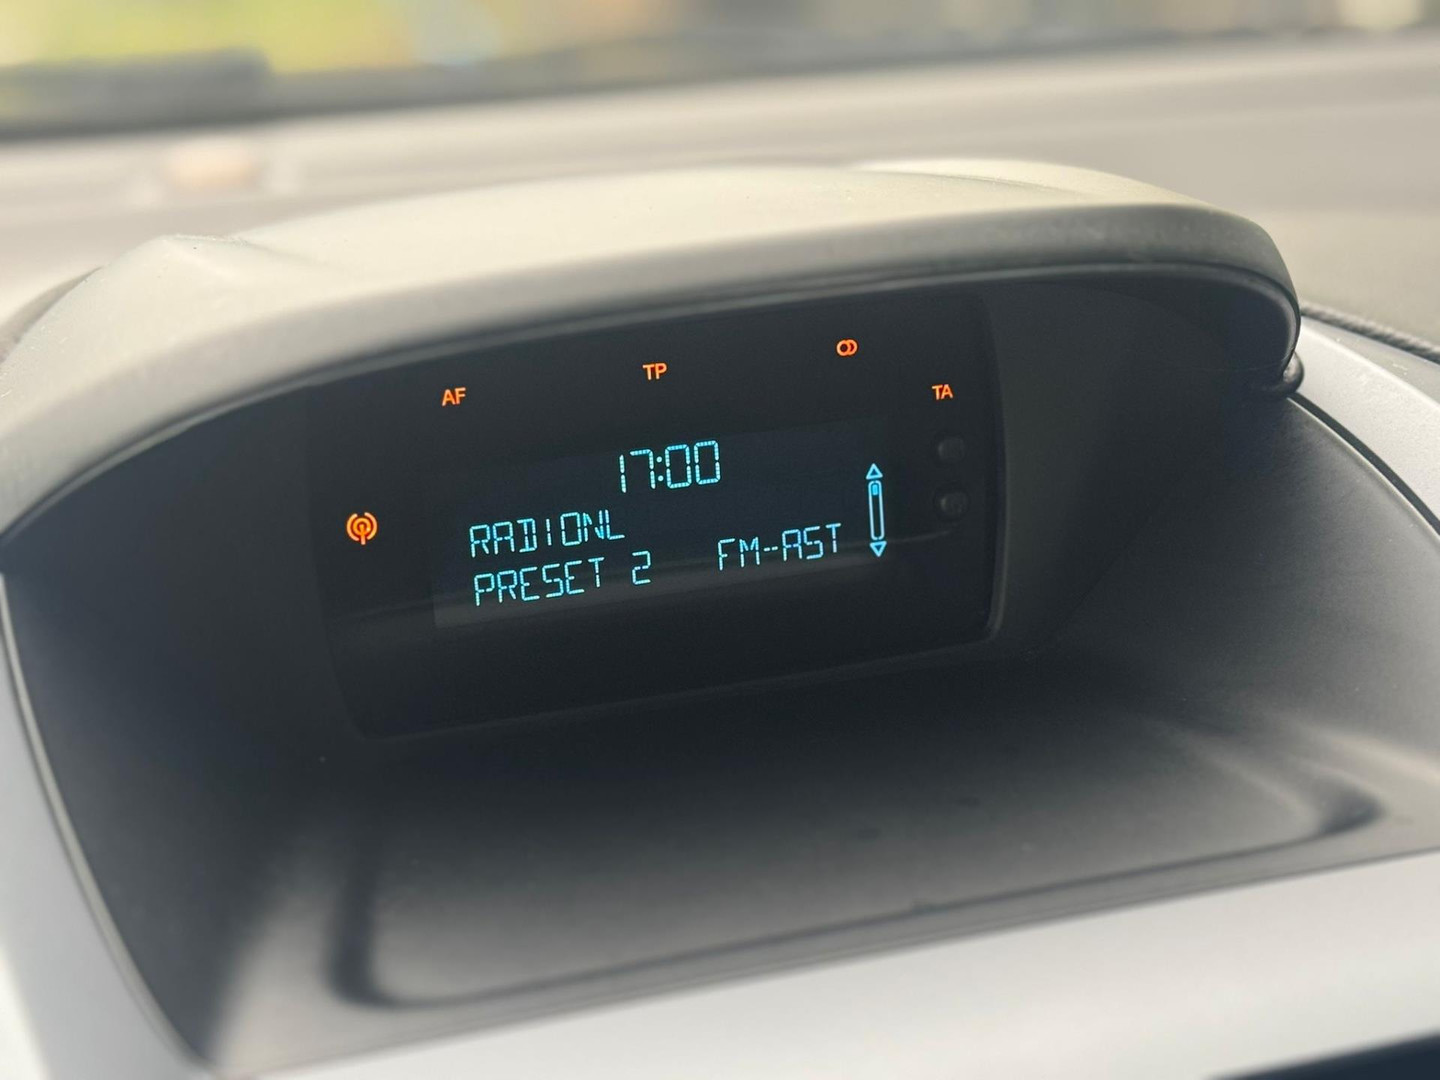 AF
TP
TA
17:00
RADIONL
PRESET 2 FM-AST